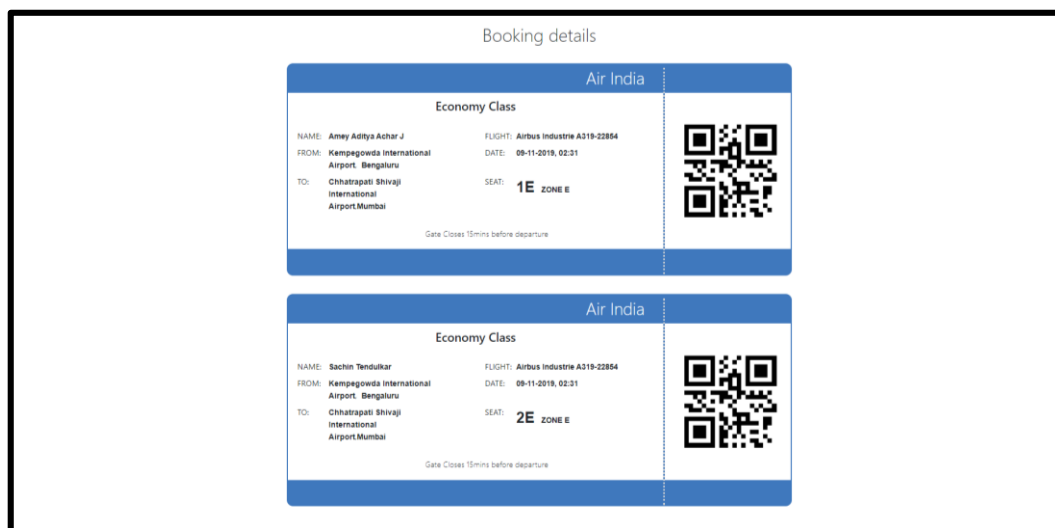 Booking details
Air India
Economy Class
NAME: Amey Aditya Achar J FLIGHT: Airbus Industrie A319-22854
FROM: Kempegowda International DATE: 09-11-2019, 02:31
Airport, Bengaluru
TO: Chhatrapati Shivaji SEAT: 1E ZONE E
International
Airport.Mumbai
Gate Closes 15mins before departure
Air India
Economy Class
NAME: Sachin Tendulkar FLIGHT: Airbus Industrie A319-22854
FROM: Kempegowda International DATE: 09-11-2019, 02:31
Airport, Bengaluru
TO: Chhatrapati Shivaji SEAT: 2E ZONE E
International
Airport.Mumbai
Gate Closes 15mins before departure